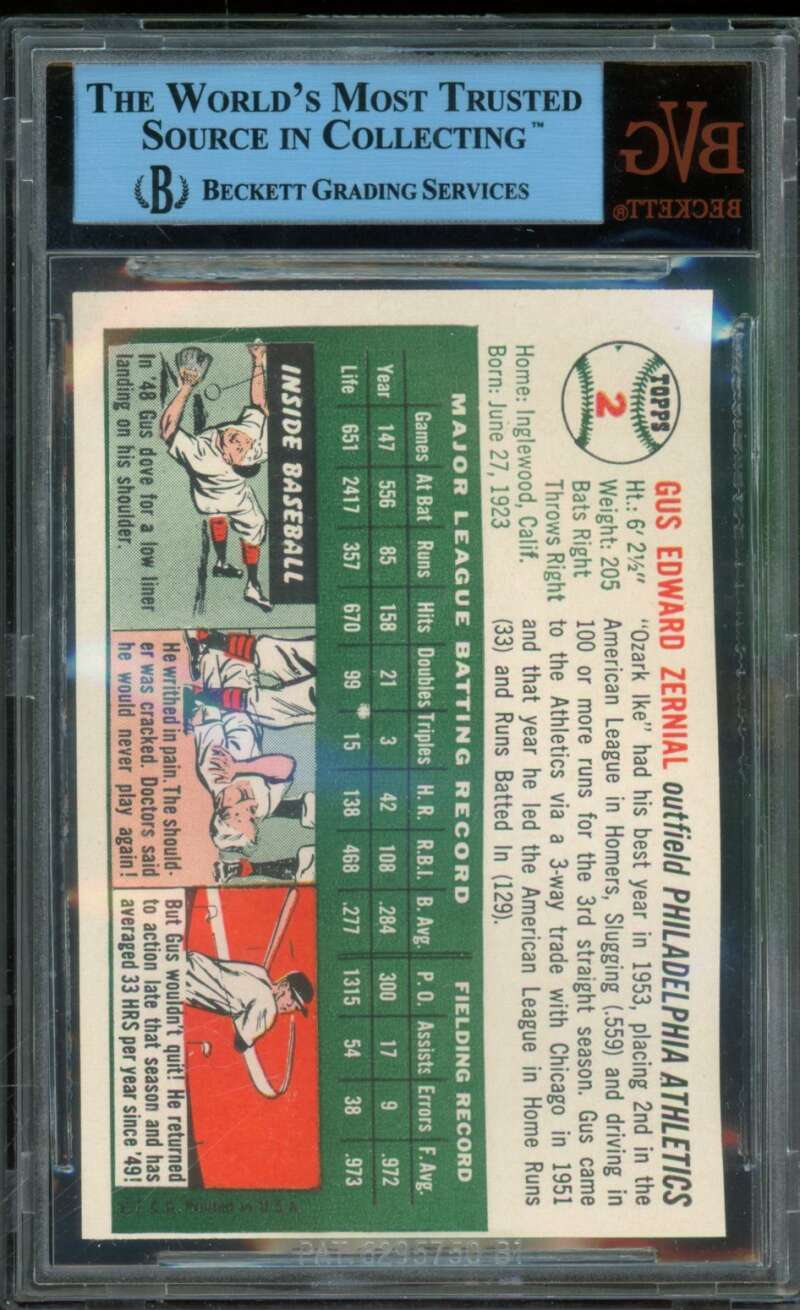 THE WORLD'S MOST TRUSTED
SOURCE IN COLLECTING™
B BECKETT GRADING SERVICES
BVG
BECKETT®
TOPPS
2
GUS EDWARD ZERNIAL outfield PHILADELPHIA ATHLETICS
Ht.: 6' 2½"
Weight: 205
Bats Right
Throws Right
Home: Inglewood, Calif.
Born: June 27, 1923
"Ozark Ike" had his best year in 1953, placing 2nd in the
American League in Homers, Slugging (.559) and driving in
100 or more runs for the 3rd straight season. Gus came
to the Athletics via a 3-way trade with Chicago in 1951
and that year he led the American League in Home Runs
(33) and Runs Batted In (129).
MAJOR LEAGUE BATTING RECORD FIELDING RECORD
Games At Bat Runs Hits Doubles Triples H. R. R.B.I. B. Avg. P. O. Assists Errors F. Avg.
Year 147 556 85 158 21 3 42 108 .284 300 17 9 .972
Life 651 2417 357 670 99 15 138 468 .277 1315 54 38 .973
INSIDE BASEBALL
In '48 Gus dove for a low liner
landing on his shoulder.
He writhed in pain. The should-
er was cracked. Doctors said
he would never play again!
But Gus wouldn't quit! He returned
to action late that season and has
averaged 33 HRS per year since '49!
T. C. G. Printed in U.S.A.